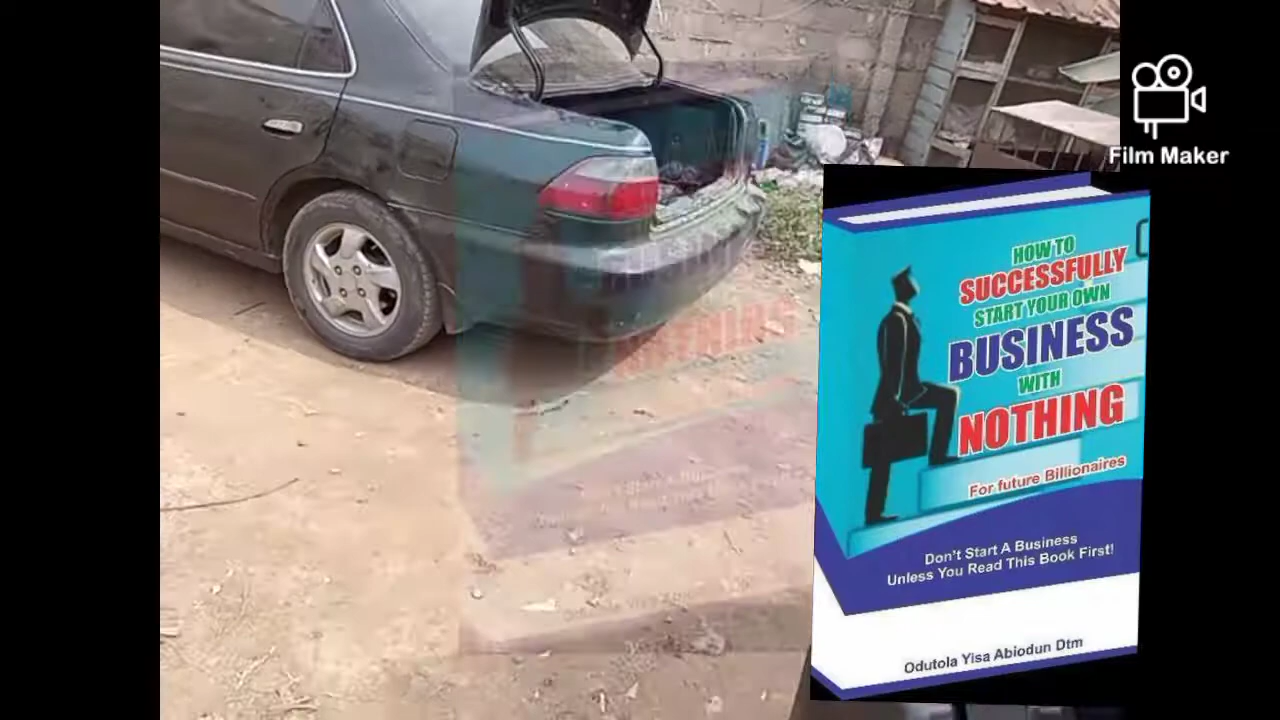 Film Maker
HOW TO
SUCCESSFULLY
START YOUR OWN
BUSINESS
WITH
NOTHING
For future Billionaires
Don't Start A Business
Unless You Read This Book First!
Odutola Yisa Abiodun Dtm